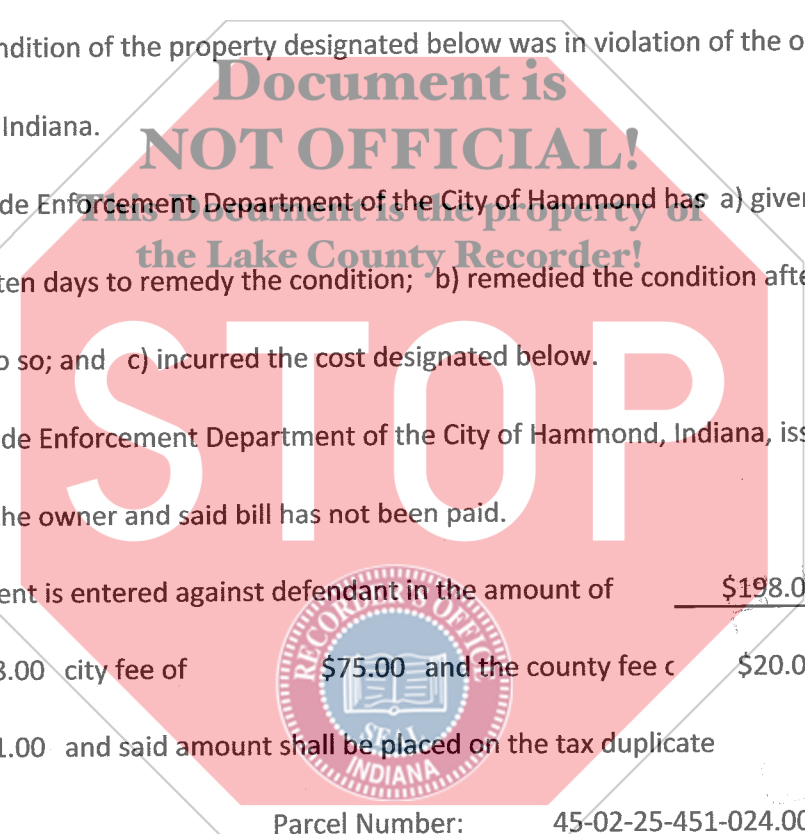 ndition of the property designated below was in violation of the o
Document is
Indiana.
NOT OFFICIAL!
de Enforcement Department of the City of Hammond has a) given
This Document is the property of
the Lake County Recorder!
ten days to remedy the condition; b) remedied the condition afte
STOP
o so; and c) incurred the cost designated below.
de Enforcement Department of the City of Hammond, Indiana, iss
he owner and said bill has not been paid.
ent is entered against defendant in the amount of $198.0
RECORDER'S OFFICE
3.00 city fee of $75.00 and the county fee c $20.0
SEAL
1.00 and said amount shall be placed on the tax duplicate
INDIANA
Parcel Number: 45-02-25-451-024.00